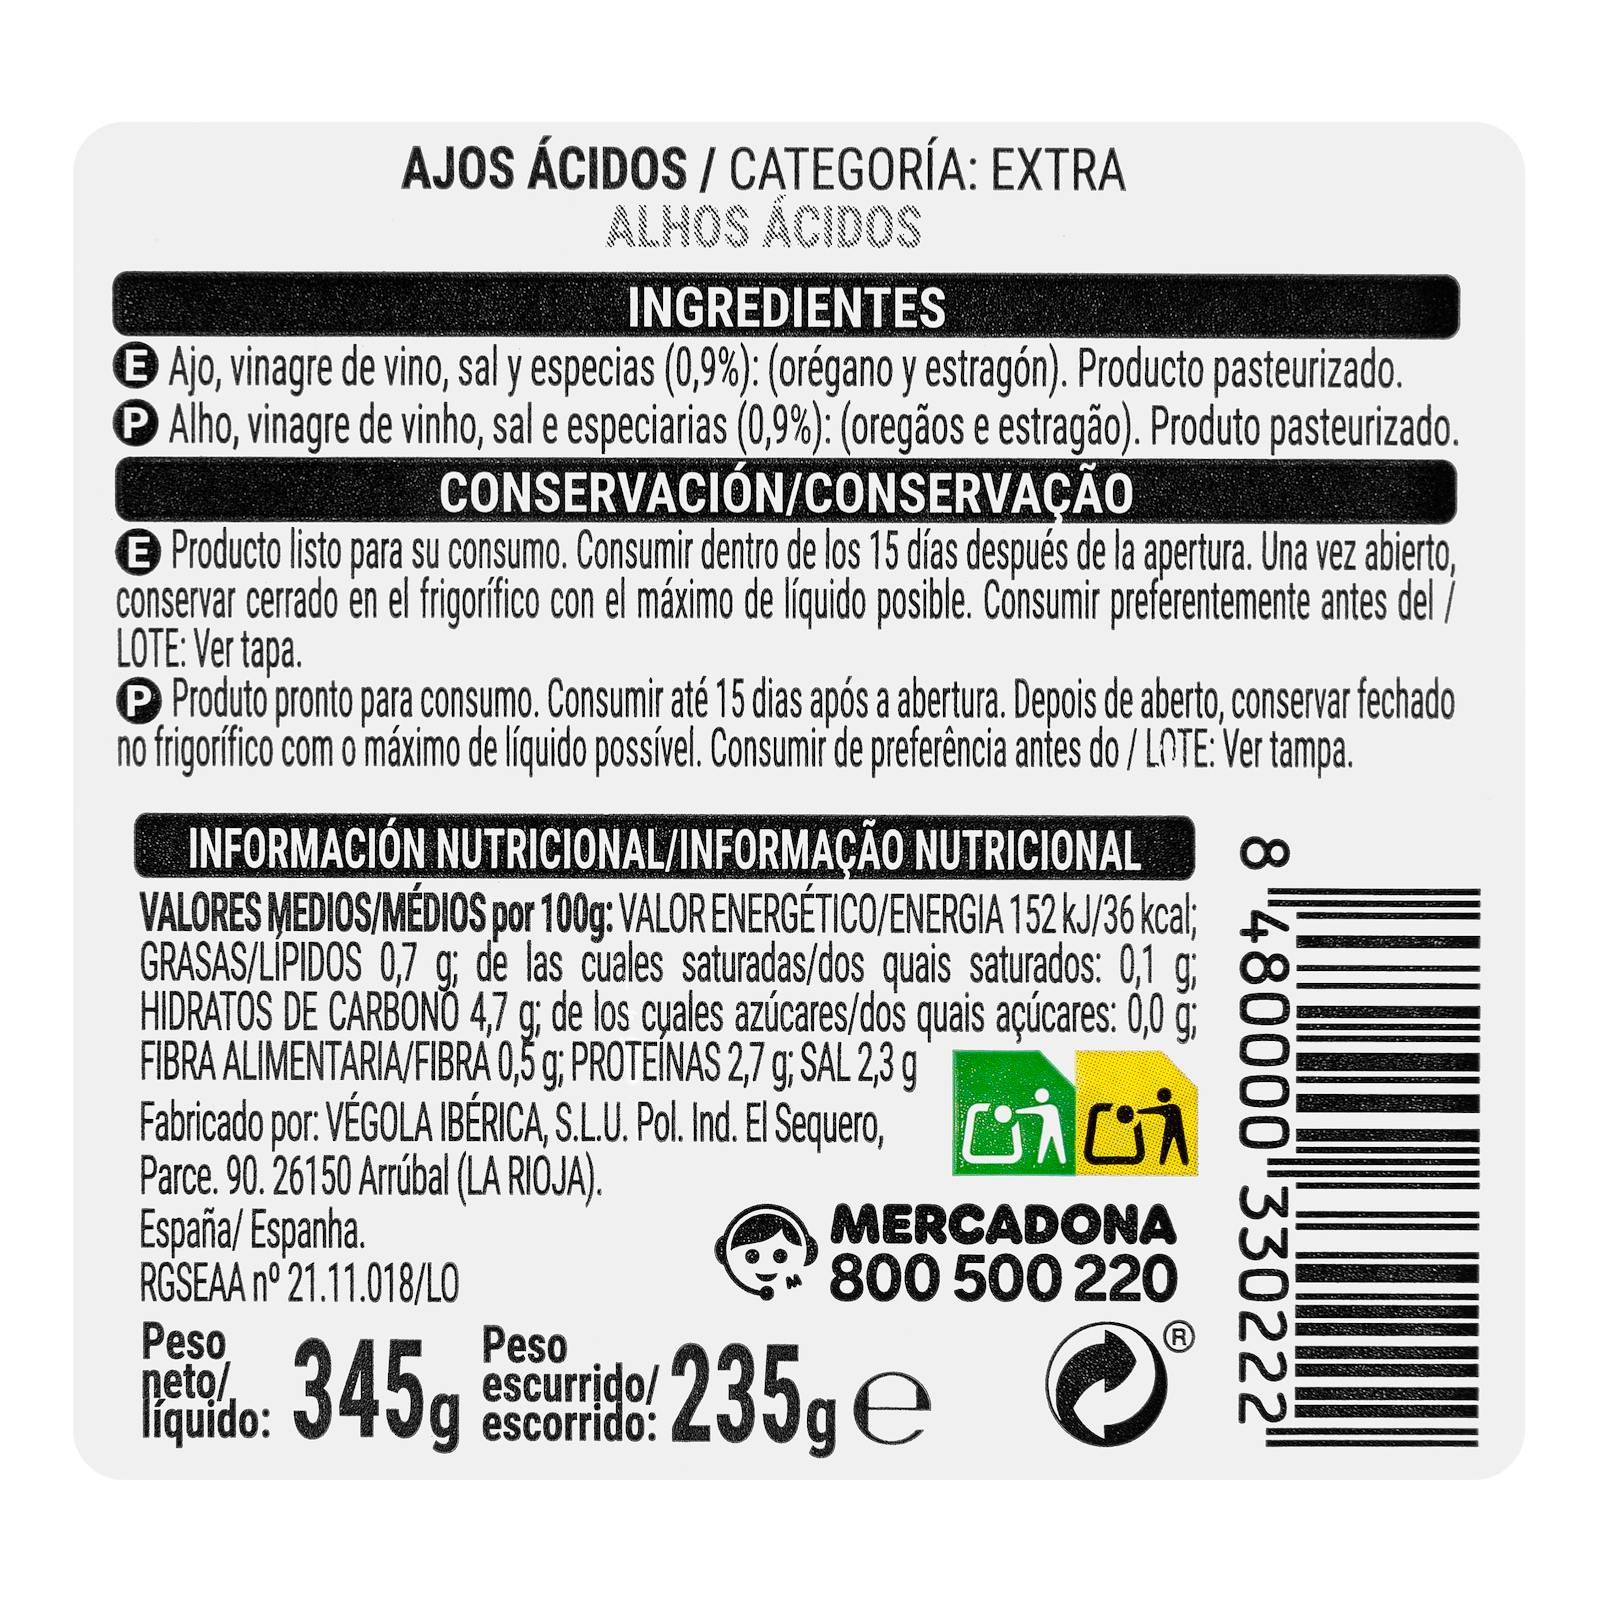 AJOS ÁCIDOS / CATEGORÍA: EXTRA
ALHOS ÁCIDOS
INGREDIENTES
E Ajo, vinagre de vino, sal y especias (0,9%): (orégano y estragón). Producto pasteurizado.
P Alho, vinagre de vinho, sal e especiarias (0,9%): (oregãos e estragão). Produto pasteurizado.
CONSERVACIÓN/CONSERVAÇÃO
E Producto listo para su consumo. Consumir dentro de los 15 días después de la apertura. Una vez abierto,
conservar cerrado en el frigorífico con el máximo de líquido posible. Consumir preferentemente antes del /
LOTE: Ver tapa.
P Produto pronto para consumo. Consumir até 15 dias após a abertura. Depois de aberto, conservar fechado
no frigorífico com o máximo de líquido possível. Consumir de preferência antes do / LOTE: Ver tampa.
INFORMACIÓN NUTRICIONAL/INFORMAÇÃO NUTRICIONAL
VALORES MEDIOS/MÉDIOS por 100g: VALOR ENERGÉTICO/ENERGIA 152 kJ/36 kcal;
GRASAS/LÍPIDOS 0,7 g; de las cuales saturadas/dos quais saturados: 0,1 g;
HIDRATOS DE CARBONO 4,7 g; de los cuales azúcares/dos quais açúcares: 0,0 g;
FIBRA ALIMENTARIA/FIBRA 0,5 g; PROTEÍNAS 2,7 g; SAL 2,3 g
Fabricado por: VÉGOLA IBÉRICA, S.L.U. Pol. Ind. El Sequero,
Parce. 90. 26150 Arrúbal (LA RIOJA).
España/ Espanha.
RGSEAA nº 21.11.018/LO
MERCADONA
800 500 220
M
Peso neto/ líquido: 345g Peso escurrido/ escorrido: 235g e
®
8 480000 330222